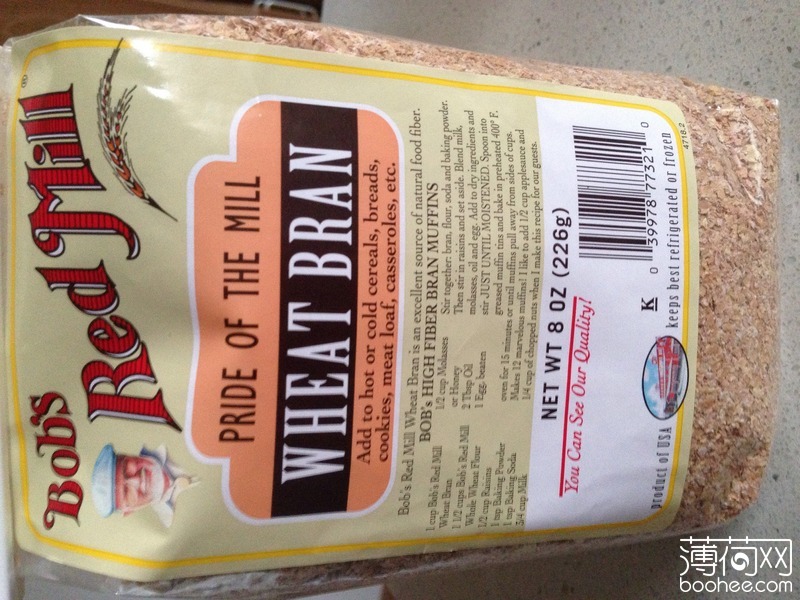 Bob's
Red Mill
PRIDE OF THE MILL
WHEAT BRAN
Add to hot or cold cereals, breads,
cookies, meat loaf, casseroles, etc.
Bob's Red Mill Wheat Bran is an excellent source of natural food fiber.
BOB's HIGH FIBER BRAN MUFFINS
1 cup Bob's Red Mill
Wheat Bran
1 1/2 cups Bob's Red Mill
Whole Wheat Flour
1/2 cup Raisins
1 tsp Baking Powder
1 tsp Baking Soda
3/4 cup Milk
1/2 cup Molasses
or Honey
2 Tbsp Oil
1 Egg, beaten
Stir together: bran, flour, soda and baking powder.
Then stir in raisins and set aside. Blend milk,
molasses, oil and egg. Add to dry ingredients and
stir JUST UNTIL MOISTENED. Spoon into
greased muffin tins and bake in preheated 400° F.
oven for 15 minutes or until muffins pull away from sides of cups.
Makes 12 marvelous muffins! I like to add 1/2 cup applesauce and
1/4 cup of chopped nuts when I make this recipe for our guests.
NET WT 8 OZ (226g)
You Can See Our Quality!
0 39978 77321 0
K
product of USA
keeps best refrigerated or frozen
4718.2
薄荷网
boohee.com